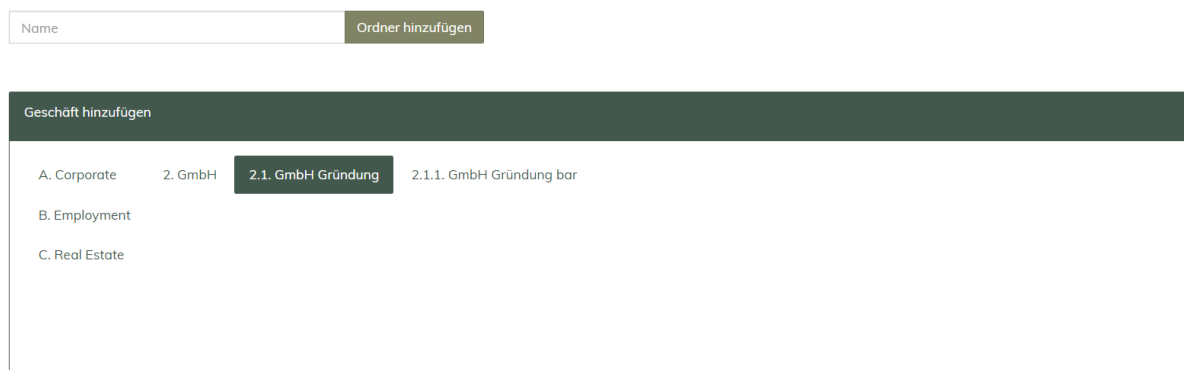 Name Ordner hinzufügen
Geschäft hinzufügen
A. Corporate 2. GmbH 2.1. GmbH Gründung 2.1.1. GmbH Gründung bar
B. Employment
C. Real Estate